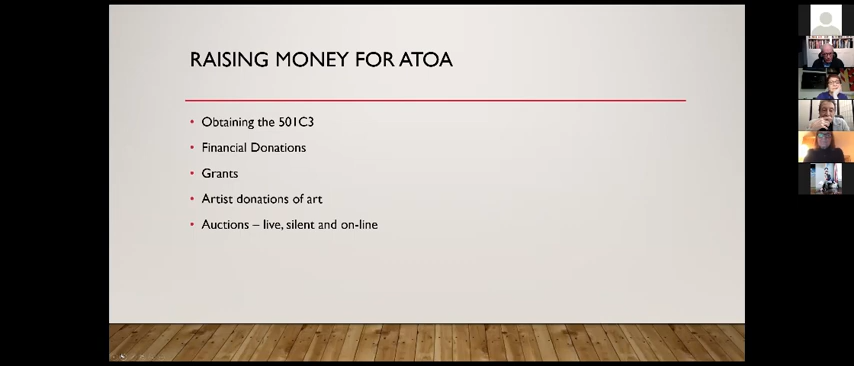 RAISING MONEY FOR ATOA
• Obtaining the 501C3
• Financial Donations
• Grants
• Artist donations of art
• Auctions – live, silent and on-line